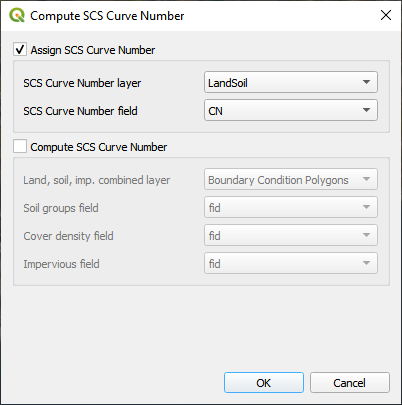 Compute SCS Curve Number
Assign SCS Curve Number
SCS Curve Number layer LandSoil
SCS Curve Number field CN
Compute SCS Curve Number
Land, soil, imp. combined layer Boundary Condition Polygons
Soil groups field fid
Cover density field fid
Impervious field fid
OK Cancel